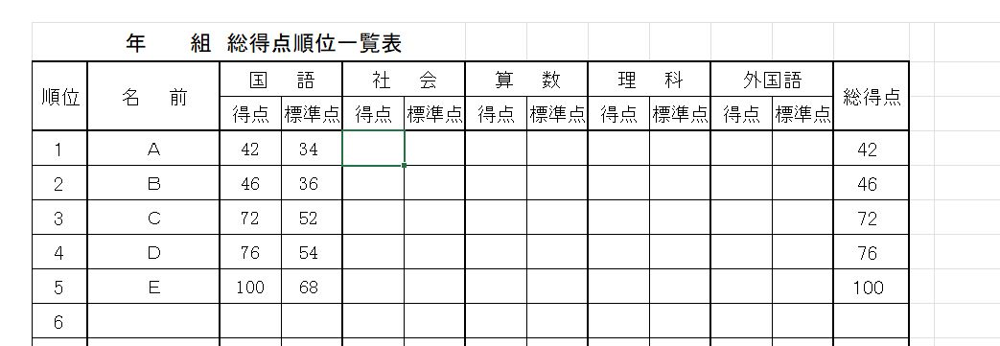 年　　組　総得点順位一覧表
順位 名　前 国　語 社　会 算　数 理　科 外国語 総得点
得点 標準点 得点 標準点 得点 標準点 得点 標準点 得点 標準点
1 A 42 34 42
2 B 46 36 46
3 C 72 52 72
4 D 76 54 76
5 E 100 68 100
6